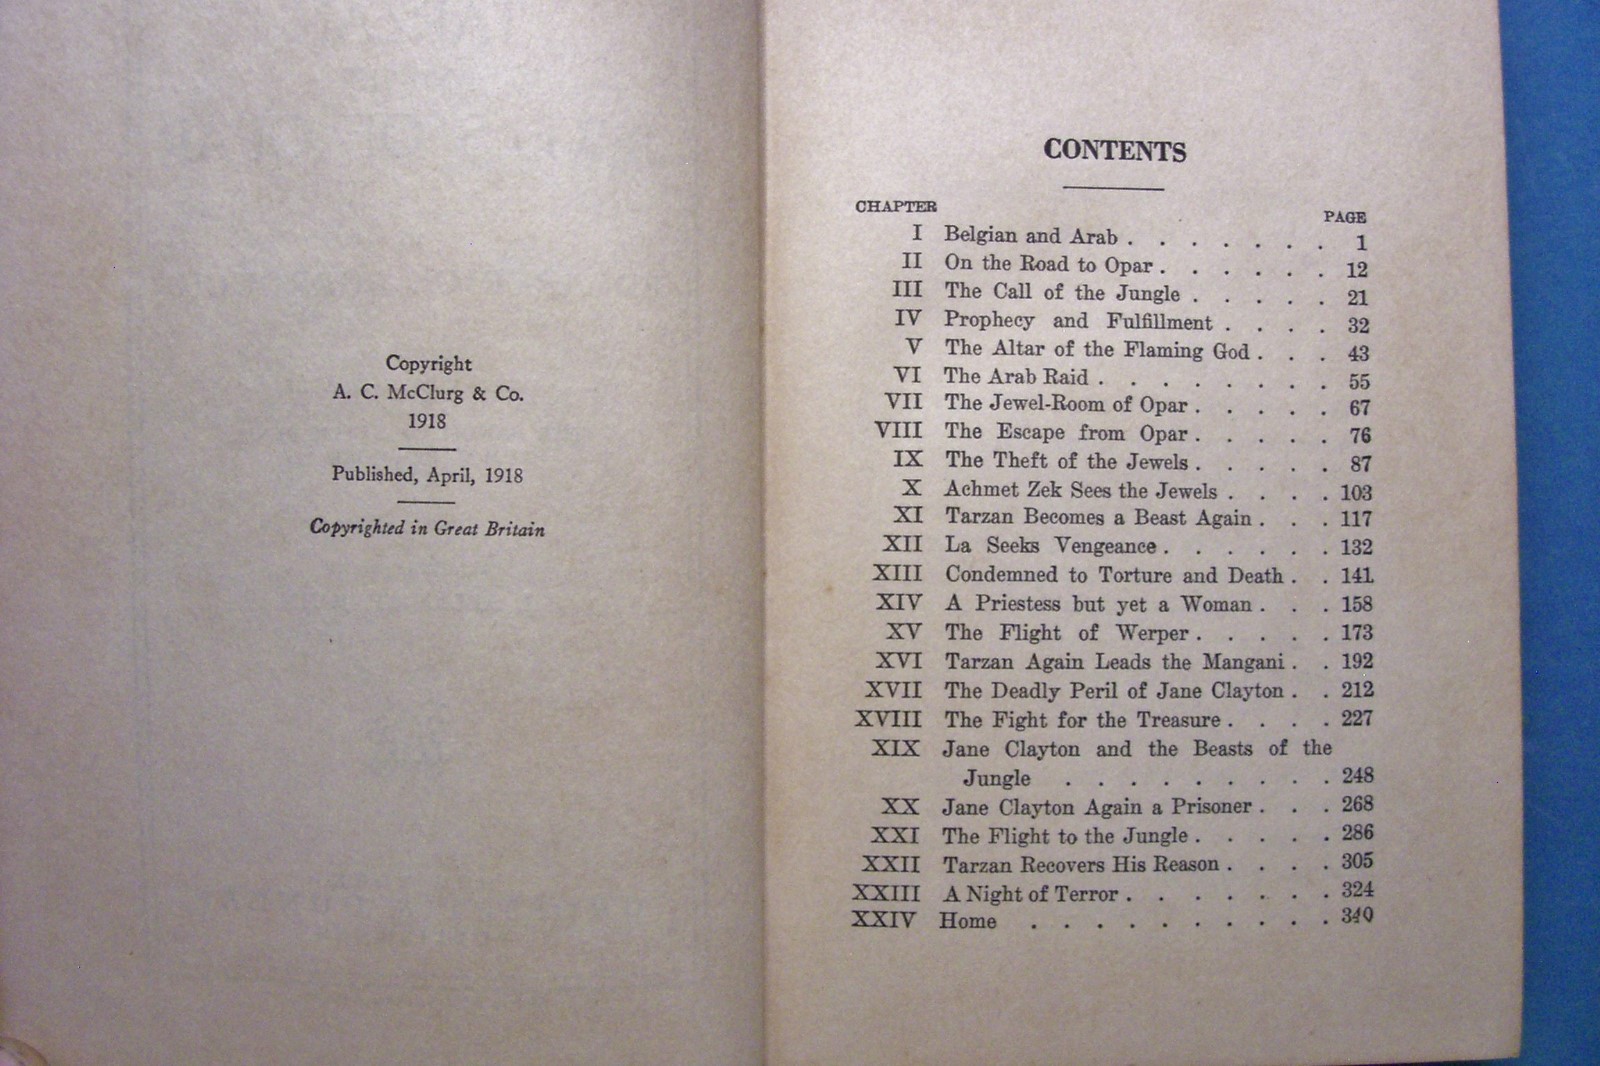 Copyright
A. C. McClurg & Co.
1918
Published, April, 1918
Copyrighted in Great Britain
CONTENTS
CHAPTER PAGE
I Belgian and Arab . . . . . . . 1
II On the Road to Opar . . . . . . 12
III The Call of the Jungle . . . . . 21
IV Prophecy and Fulfillment . . . . 32
V The Altar of the Flaming God . . . 43
VI The Arab Raid . . . . . . . . 55
VII The Jewel-Room of Opar . . . . . 67
VIII The Escape from Opar . . . . . 76
IX The Theft of the Jewels . . . . . 87
X Achmet Zek Sees the Jewels . . . . 103
XI Tarzan Becomes a Beast Again . . . 117
XII La Seeks Vengeance . . . . . . 132
XIII Condemned to Torture and Death . . 141
XIV A Priestess but yet a Woman . . . 158
XV The Flight of Werper . . . . . 173
XVI Tarzan Again Leads the Mangani . . 192
XVII The Deadly Peril of Jane Clayton . . 212
XVIII The Fight for the Treasure . . . . 227
XIX Jane Clayton and the Beasts of the
Jungle . . . . . . . . . 248
XX Jane Clayton Again a Prisoner . . . 268
XXI The Flight to the Jungle . . . . . 286
XXII Tarzan Recovers His Reason . . . . 305
XXIII A Night of Terror . . . . . . . 324
XXIV Home . . . . . . . . . . 340